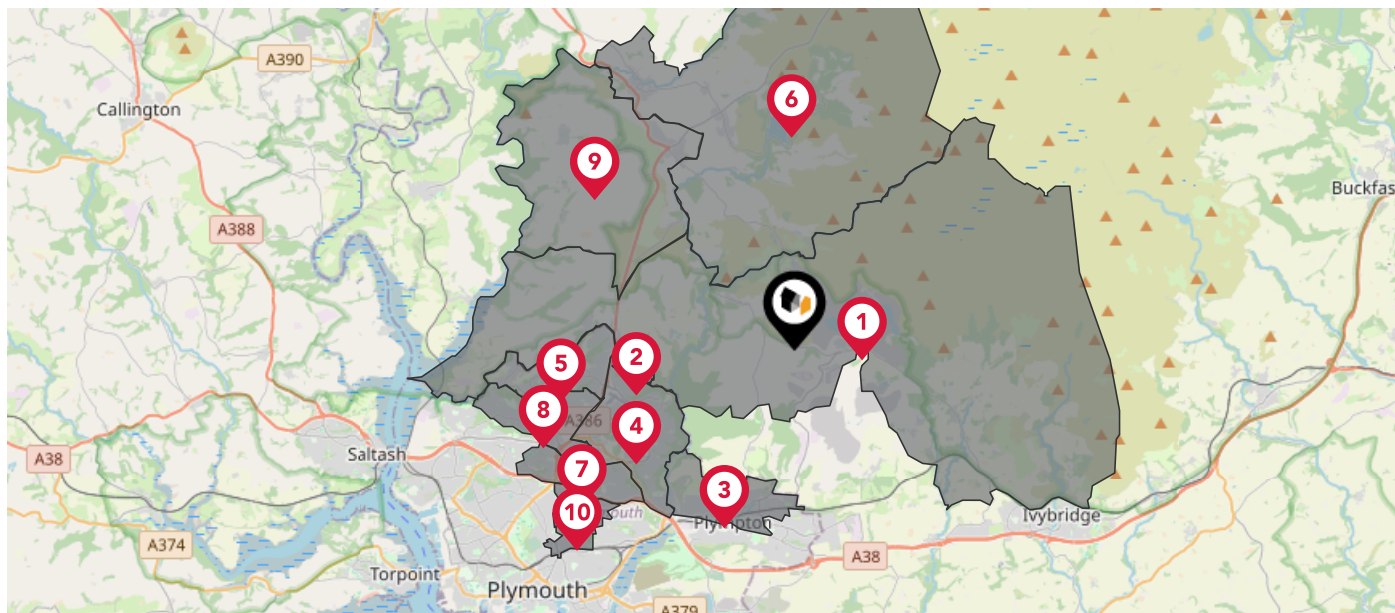 A390
6
Callington
9
Buckfas
A388
1
5
2
8
A386
4
A38
Saltash
7
3
10
outh
Plympton
Ivybridge
A374
A38
Torpoint
Plymouth
A379